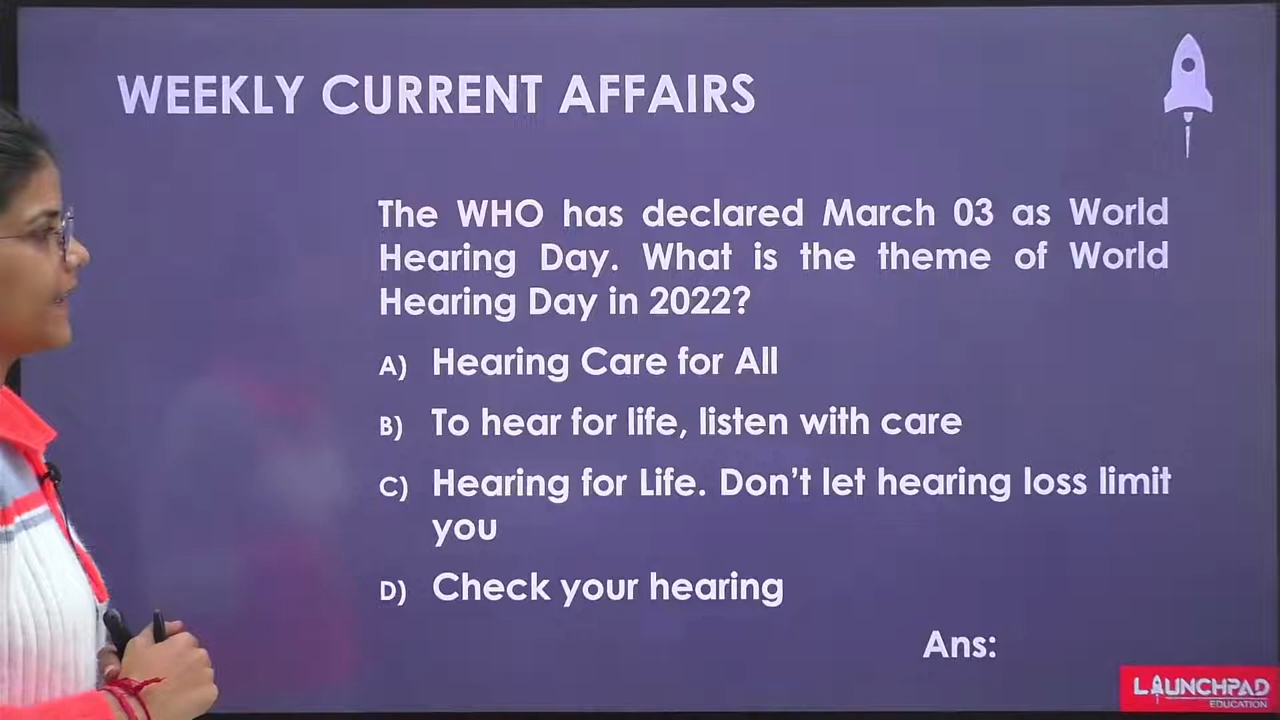 WEEKLY CURRENT AFFAIRS
The WHO has declared March 03 as World
Hearing Day. What is the theme of World
Hearing Day in 2022?
A) Hearing Care for All
B) To hear for life, listen with care
C) Hearing for Life. Don't let hearing loss limit
you
D) Check your hearing
Ans:
LAUNCHPAD
EDUCATION